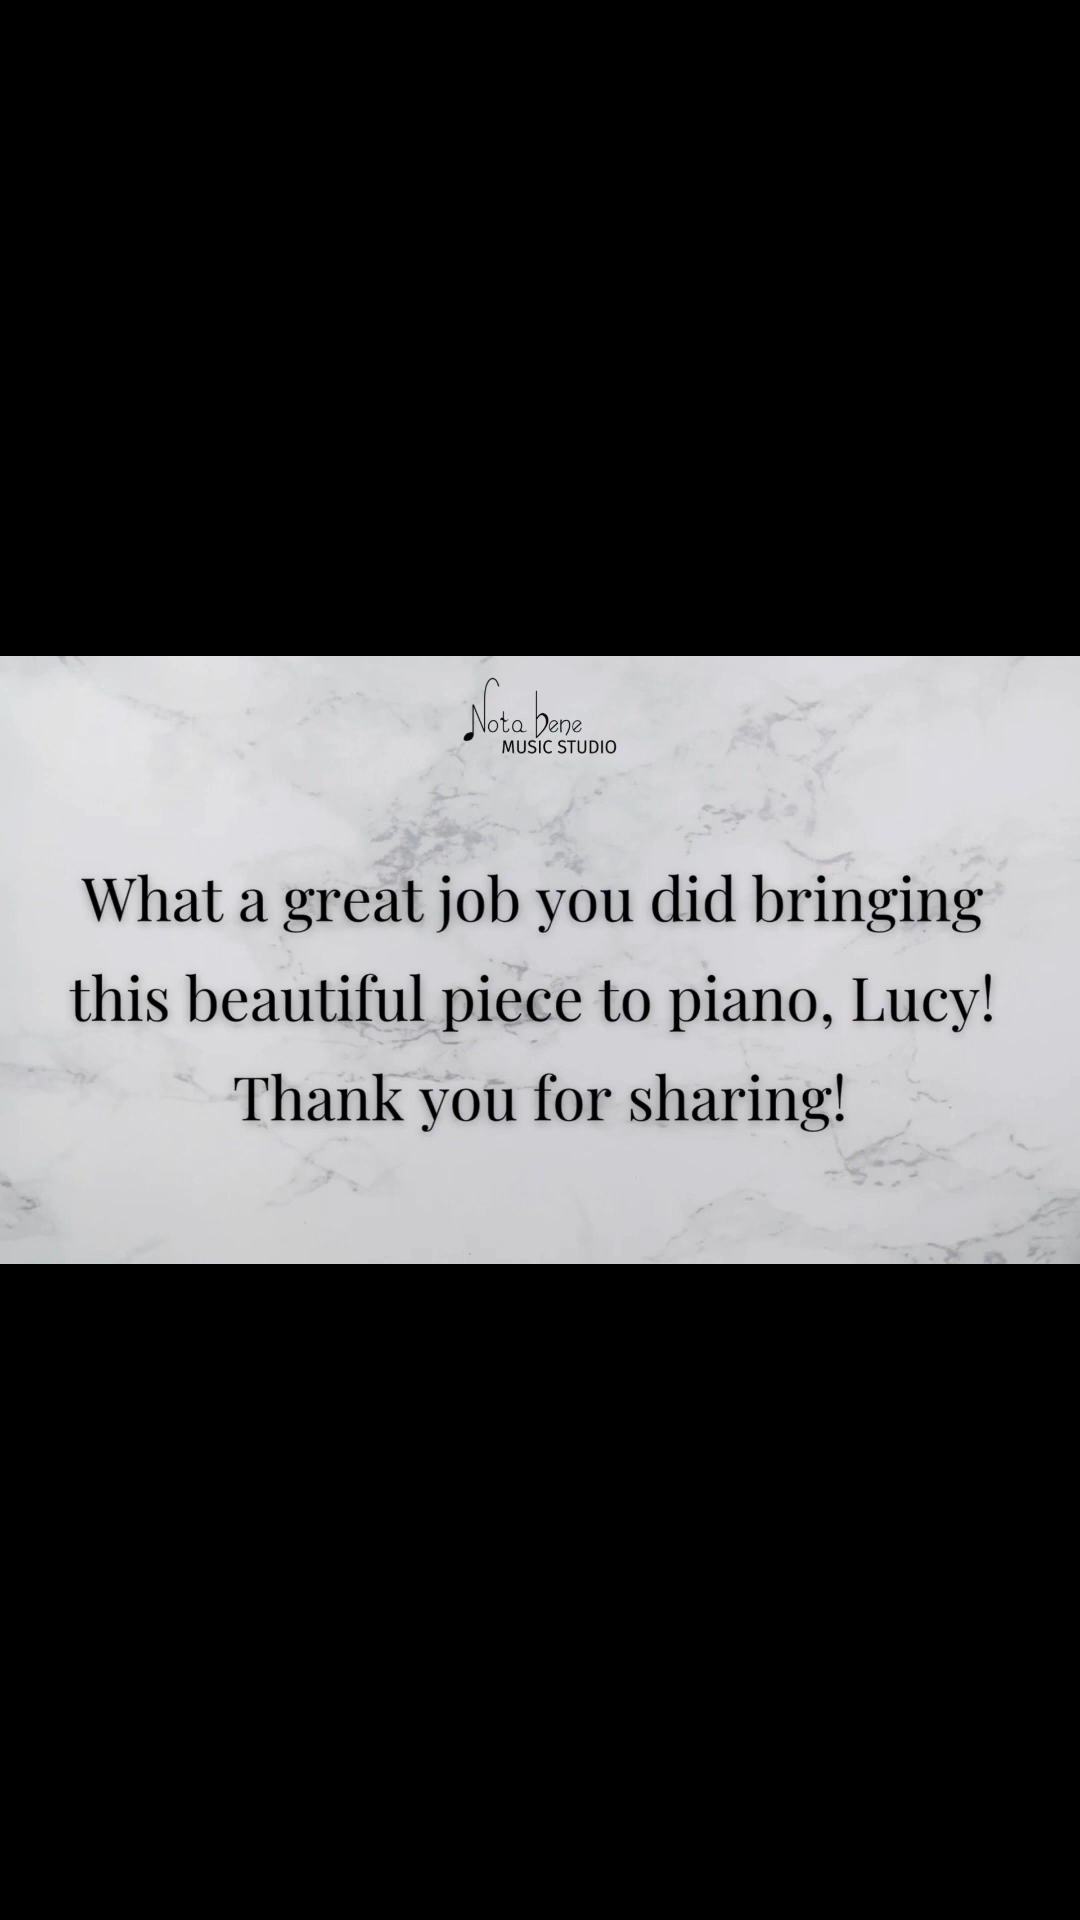 Nota bene
MUSIC STUDIO
What a great job you did bringing
this beautiful piece to piano, Lucy!
Thank you for sharing!